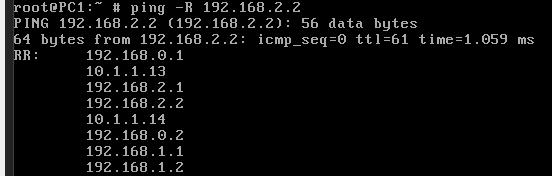 root@PC1:~ # ping -R 192.168.2.2
PING 192.168.2.2 (192.168.2.2): 56 data bytes
64 bytes from 192.168.2.2: icmp_seq=0 ttl=61 time=1.059 ms
RR:     192.168.0.1
        10.1.1.13
        192.168.2.1
        192.168.2.2
        10.1.1.14
        192.168.0.2
        192.168.1.1
        192.168.1.2